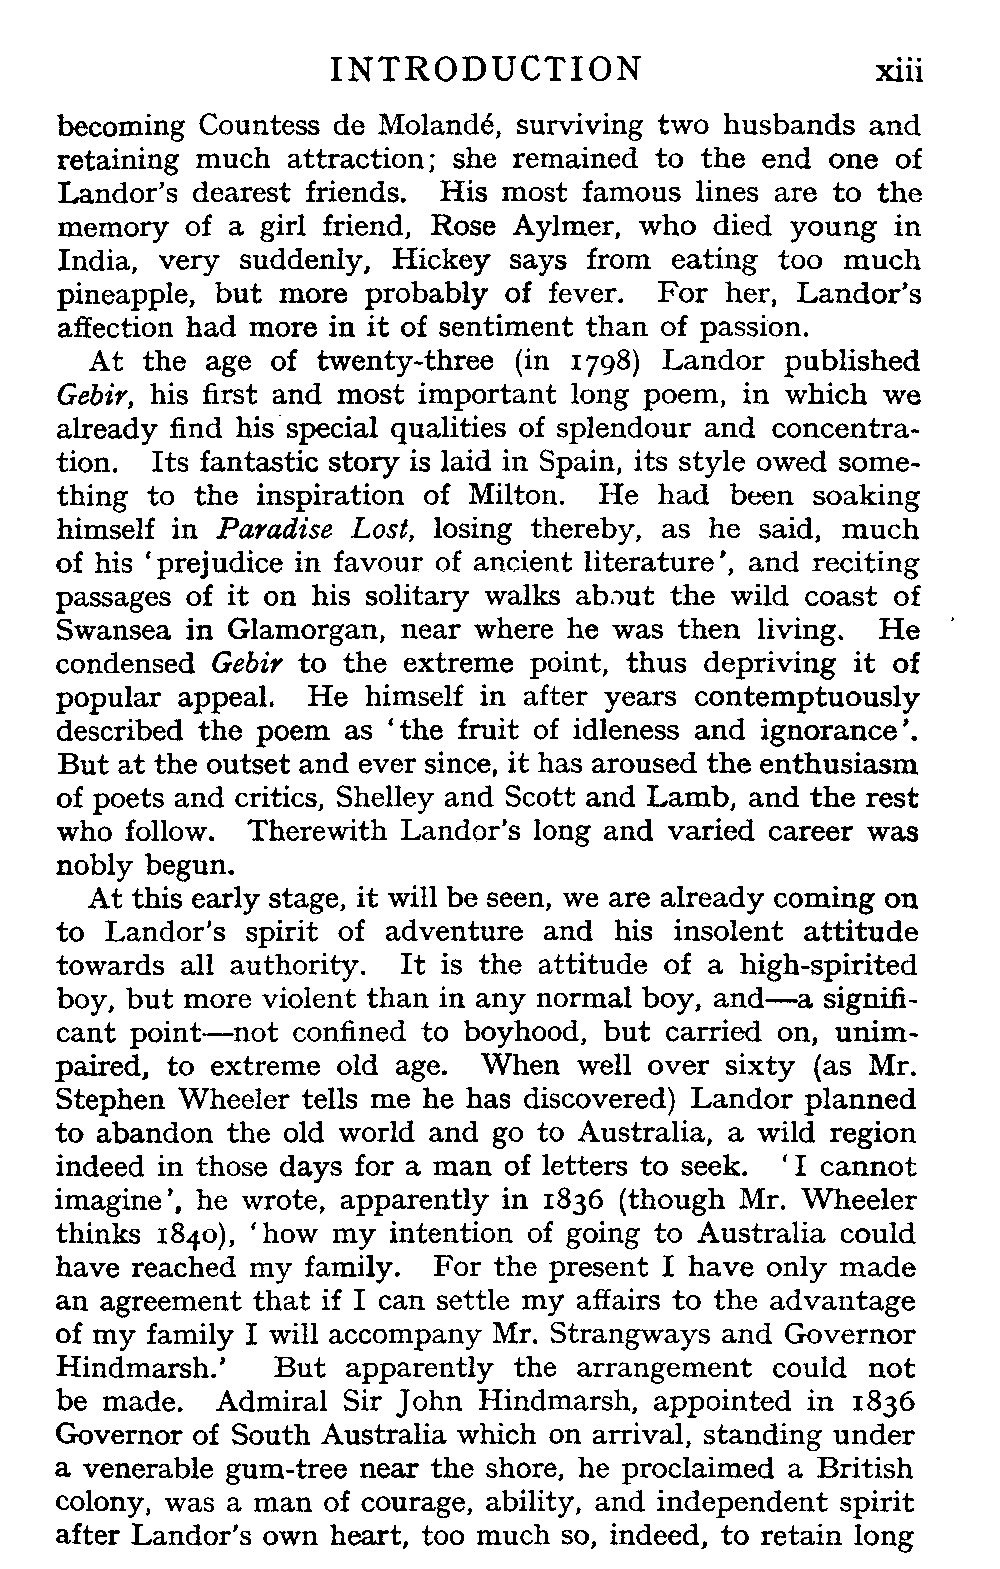 INTRODUCTION xiii
becoming Countess de Molandé, surviving two husbands and
retaining much attraction; she remained to the end one of
Landor's dearest friends. His most famous lines are to the
memory of a girl friend, Rose Aylmer, who died young in
India, very suddenly, Hickey says from eating too much
pineapple, but more probably of fever. For her, Landor's
affection had more in it of sentiment than of passion.
At the age of twenty-three (in 1798) Landor published
Gebir, his first and most important long poem, in which we
already find his special qualities of splendour and concentra-
tion. Its fantastic story is laid in Spain, its style owed some-
thing to the inspiration of Milton. He had been soaking
himself in Paradise Lost, losing thereby, as he said, much
of his 'prejudice in favour of ancient literature', and reciting
passages of it on his solitary walks about the wild coast of
Swansea in Glamorgan, near where he was then living. He
condensed Gebir to the extreme point, thus depriving it of
popular appeal. He himself in after years contemptuously
described the poem as 'the fruit of idleness and ignorance'.
But at the outset and ever since, it has aroused the enthusiasm
of poets and critics, Shelley and Scott and Lamb, and the rest
who follow. Therewith Landor's long and varied career was
nobly begun.
At this early stage, it will be seen, we are already coming on
to Landor's spirit of adventure and his insolent attitude
towards all authority. It is the attitude of a high-spirited
boy, but more violent than in any normal boy, and—a signifi-
cant point—not confined to boyhood, but carried on, unim-
paired, to extreme old age. When well over sixty (as Mr.
Stephen Wheeler tells me he has discovered) Landor planned
to abandon the old world and go to Australia, a wild region
indeed in those days for a man of letters to seek. 'I cannot
imagine', he wrote, apparently in 1836 (though Mr. Wheeler
thinks 1840), 'how my intention of going to Australia could
have reached my family. For the present I have only made
an agreement that if I can settle my affairs to the advantage
of my family I will accompany Mr. Strangways and Governor
Hindmarsh.' But apparently the arrangement could not
be made. Admiral Sir John Hindmarsh, appointed in 1836
Governor of South Australia which on arrival, standing under
a venerable gum-tree near the shore, he proclaimed a British
colony, was a man of courage, ability, and independent spirit
after Landor's own heart, too much so, indeed, to retain long